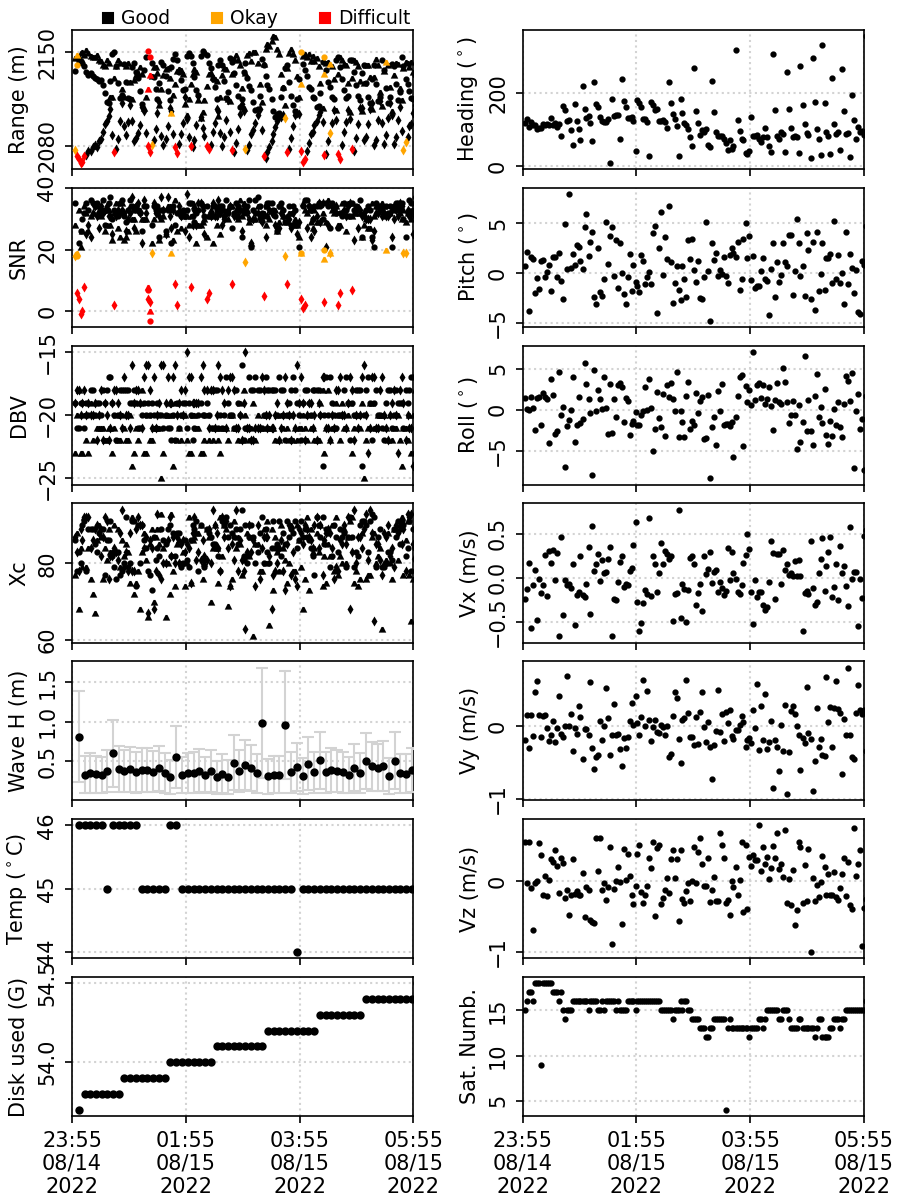 Good Okay Difficult
Range (m)
2150
2080
Heading (°)
200
0
SNR
40
20
0
Pitch (°)
5
0
−5
DBV
−15
−20
−25
Roll (°)
5
0
−5
Xc
80
60
Vx (m/s)
0.5
0.0
−0.5
Wave H (m)
1.5
1.0
0.5
Vy (m/s)
0
−1
Temp (°C)
46
45
44
Vz (m/s)
0
−1
Disk used (G)
54.5
54.0
Sat. Numb.
15
10
5
23:55 01:55 03:55 05:55 23:55 01:55 03:55 05:55
08/14 08/15 08/15 08/15 08/14 08/15 08/15 08/15
2022 2022 2022 2022 2022 2022 2022 2022